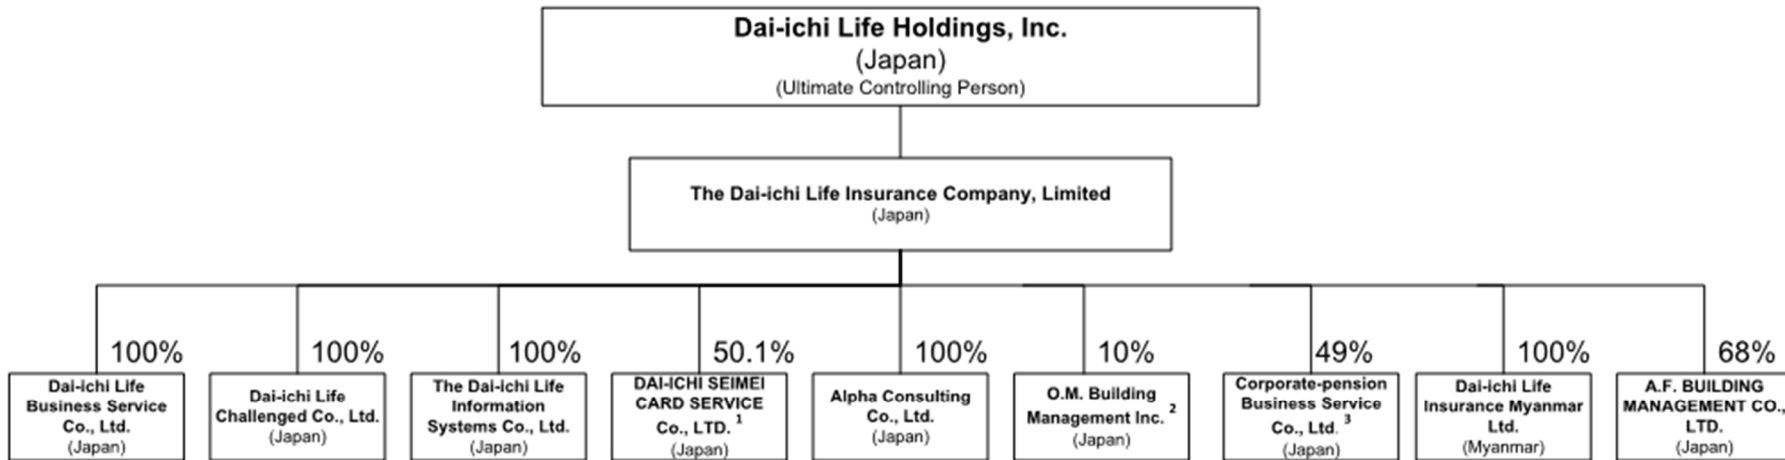 Dai-ichi Life Holdings, Inc.
(Japan)
(Ultimate Controlling Person)
The Dai-ichi Life Insurance Company, Limited
(Japan)
100%
Dai-ichi Life
Business Service
Co., Ltd.
(Japan)
100%
Dai-ichi Life
Challenged Co., Ltd.
(Japan)
100%
The Dai-ichi Life
Information
Systems Co., Ltd.
(Japan)
50.1%
DAI-ICHI SEIMEI
CARD SERVICE
Co., LTD. 1
(Japan)
100%
Alpha Consulting
Co., Ltd.
(Japan)
10%
O.M. Building
Management Inc. 2
(Japan)
49%
Corporate-pension
Business Service
Co., Ltd. 3
(Japan)
100%
Dai-ichi Life
Insurance Myanmar
Ltd.
(Myanmar)
68%
A.F. BUILDING
MANAGEMENT CO.,
LTD.
(Japan)